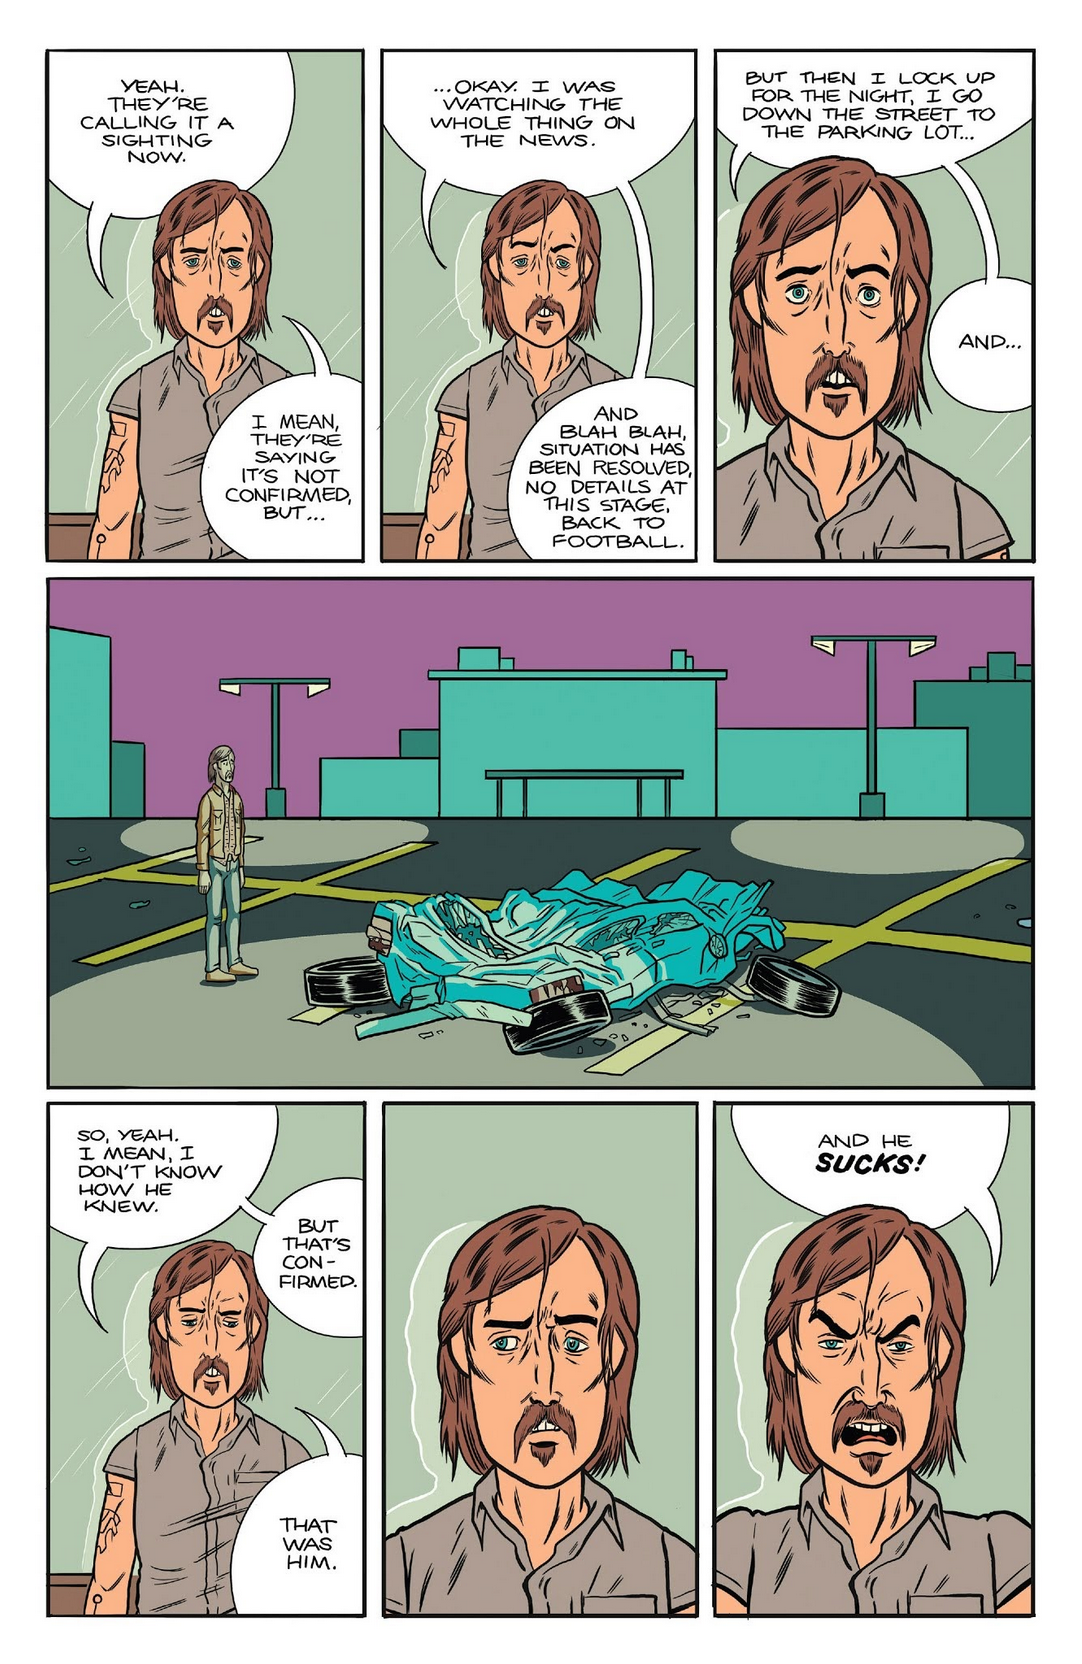 YEAH.
THEY'RE
CALLING IT A
SIGHTING
NOW.
I MEAN,
THEY'RE
SAYING
IT'S NOT
CONFIRMED,
BUT...
...OKAY. I WAS
WATCHING THE
WHOLE THING ON
THE NEWS.
AND
BLAH BLAH,
SITUATION HAS
BEEN RESOLVED,
NO DETAILS AT
THIS STAGE,
BACK TO
FOOTBALL.
BUT THEN I LOCK UP
FOR THE NIGHT, I GO
DOWN THE STREET TO
THE PARKING LOT...
AND...
SO, YEAH.
I MEAN, I
DON'T KNOW
HOW HE
KNEW.
BUT
THAT'S
CON-
FIRMED.
THAT
WAS
HIM.
AND HE
SUCKS!